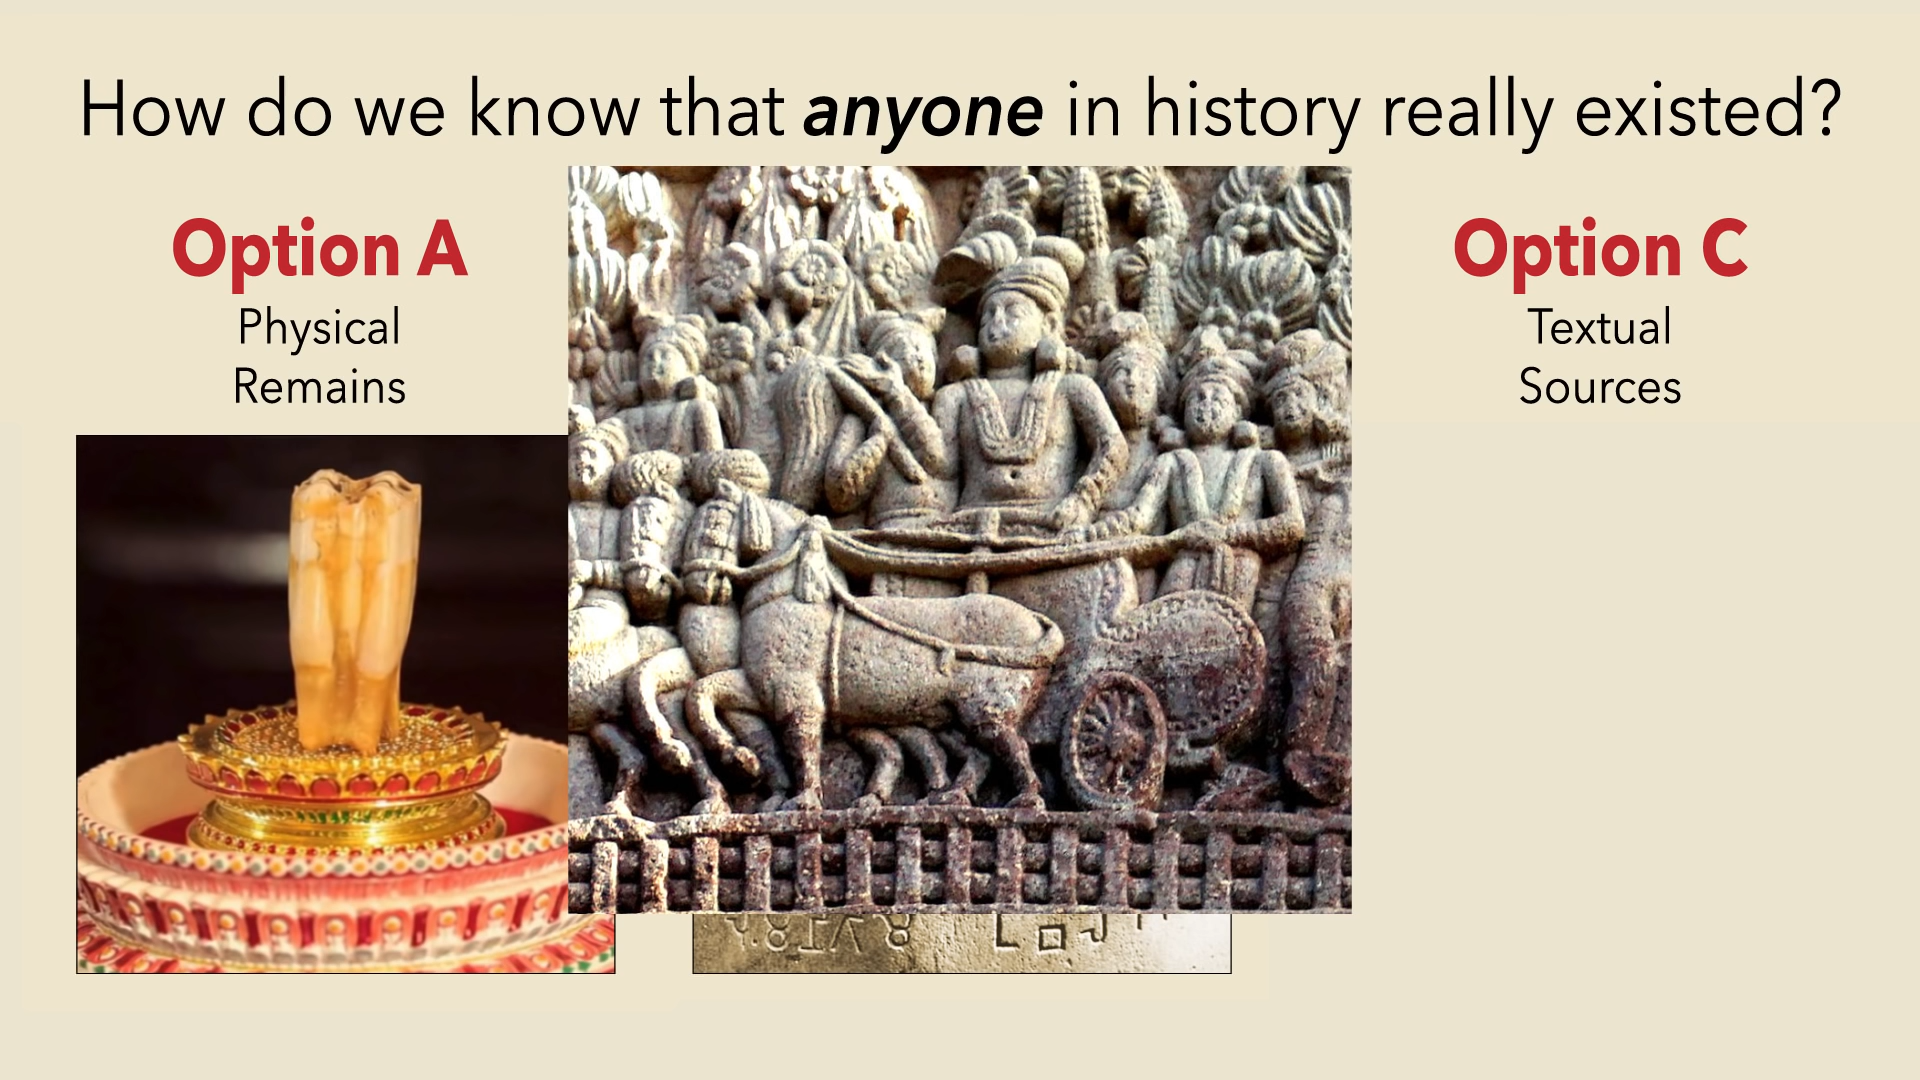 How do we know that anyone in history really existed?
Option A
Physical
Remains
Option C
Textual
Sources